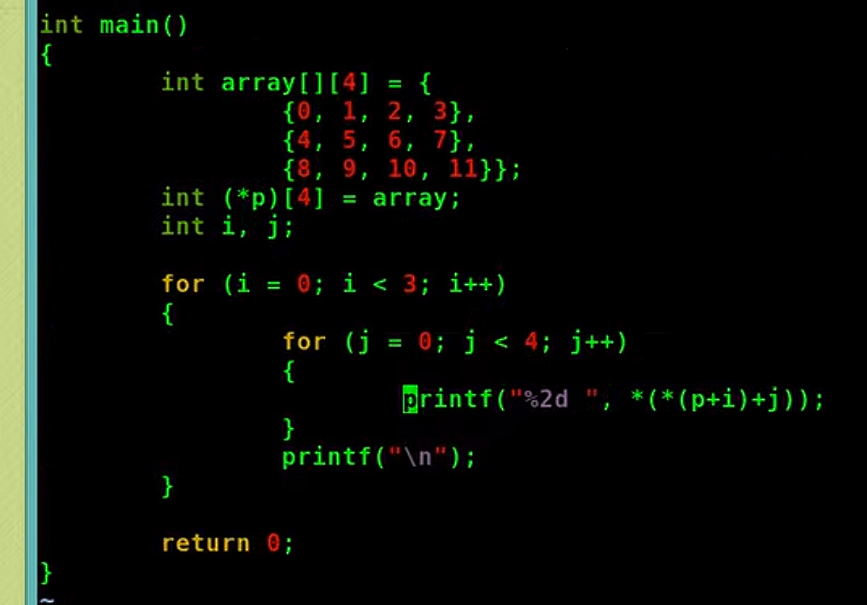 int main()
{
int array[][4] = {
{0, 1, 2, 3},
{4, 5, 6, 7},
{8, 9, 10, 11}};
int (*p)[4] = array;
int i, j;
for (i = 0; i < 3; i++)
{
for (j = 0; j < 4; j++)
{
printf("%2d ", *(*(p+i)+j));
}
printf("\n");
}
return 0;
}
~